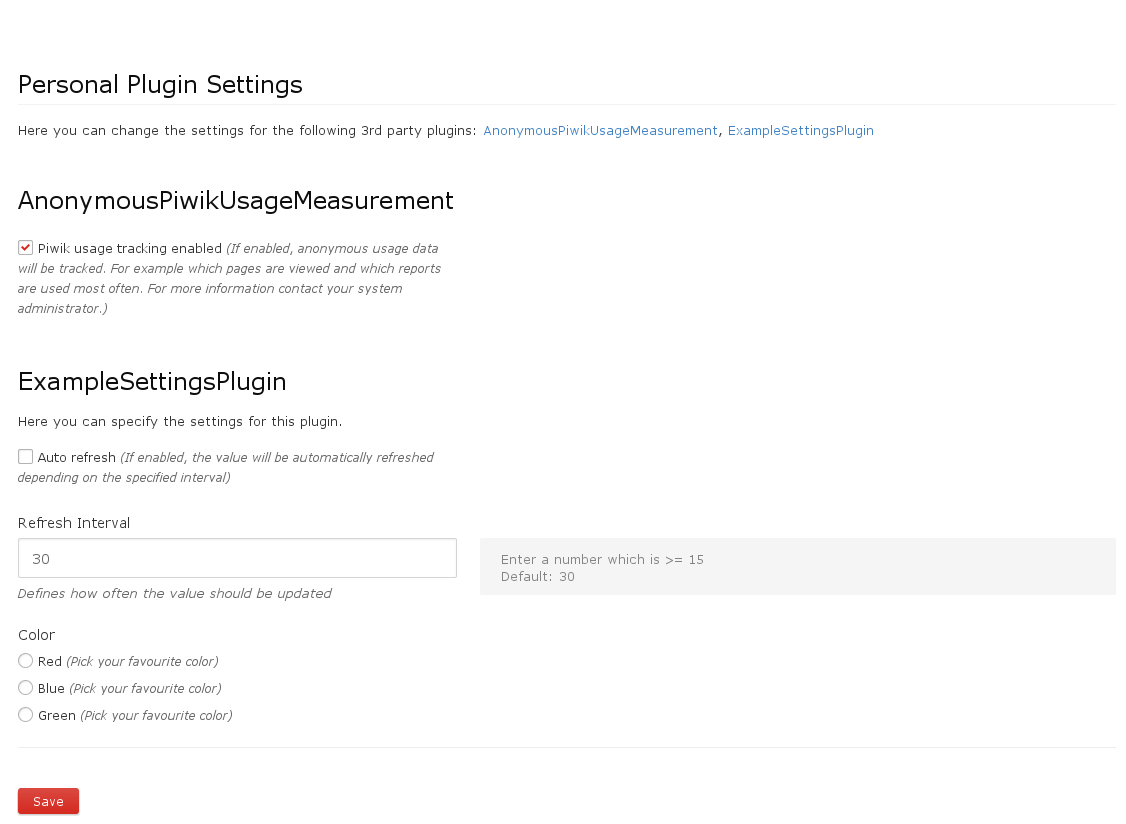 Personal Plugin Settings
Here you can change the settings for the following 3rd party plugins: AnonymousPiwikUsageMeasurement, ExampleSettingsPlugin
AnonymousPiwikUsageMeasurement
Piwik usage tracking enabled (If enabled, anonymous usage data
will be tracked. For example which pages are viewed and which reports
are used most often. For more information contact your system
administrator.)
ExampleSettingsPlugin
Here you can specify the settings for this plugin.
Auto refresh (If enabled, the value will be automatically refreshed
depending on the specified interval)
Refresh Interval
30
Enter a number which is >= 15
Default: 30
Defines how often the value should be updated
Color
Red (Pick your favourite color)
Blue (Pick your favourite color)
Green (Pick your favourite color)
Save